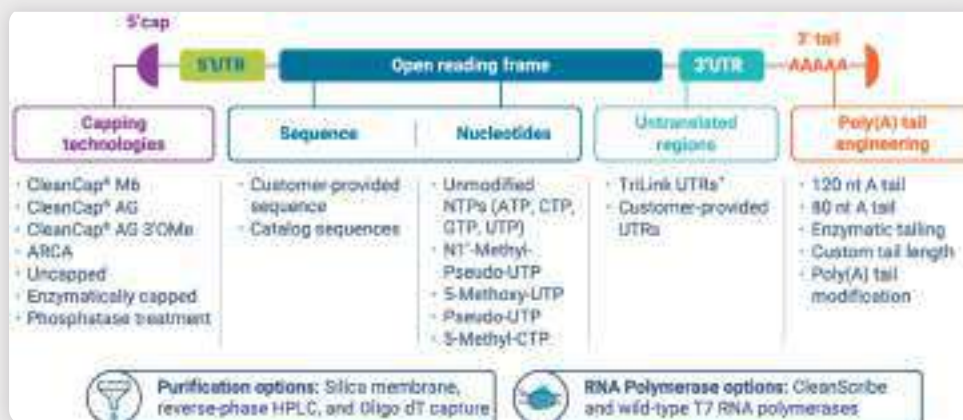 5'cap
5'UTR
Open reading frame
3'UTR
3' tail
AAAAA
Capping
technologies
· CleanCap® M6
· CleanCap® AG
· CleanCap® AG 3'OMe
· ARCA
· Uncapped
· Enzymatically capped
· Phosphatase treatment
Sequence
· Customer-provided
sequence
· Catalog sequences
Nucleotides
· Unmodified
NTPs (ATP, CTP,
GTP, UTP)
· N1-Methyl-
Pseudo-UTP
· 5-Methoxy-UTP
· Pseudo-UTP
· 5-Methyl-CTP
Untranslated
regions
· TriLink UTRs*
· Customer-provided
UTRs
Poly(A) tail
engineering
· 120 nt A tail
· 80 nt A tail
· Enzymatic tailing
· Custom tail length
· Poly(A) tail
modification
Purification options: Silica membrane,
reverse-phase HPLC, and Oligo dT capture
RNA Polymerase options: CleanScribe
and wild-type T7 RNA polymerases